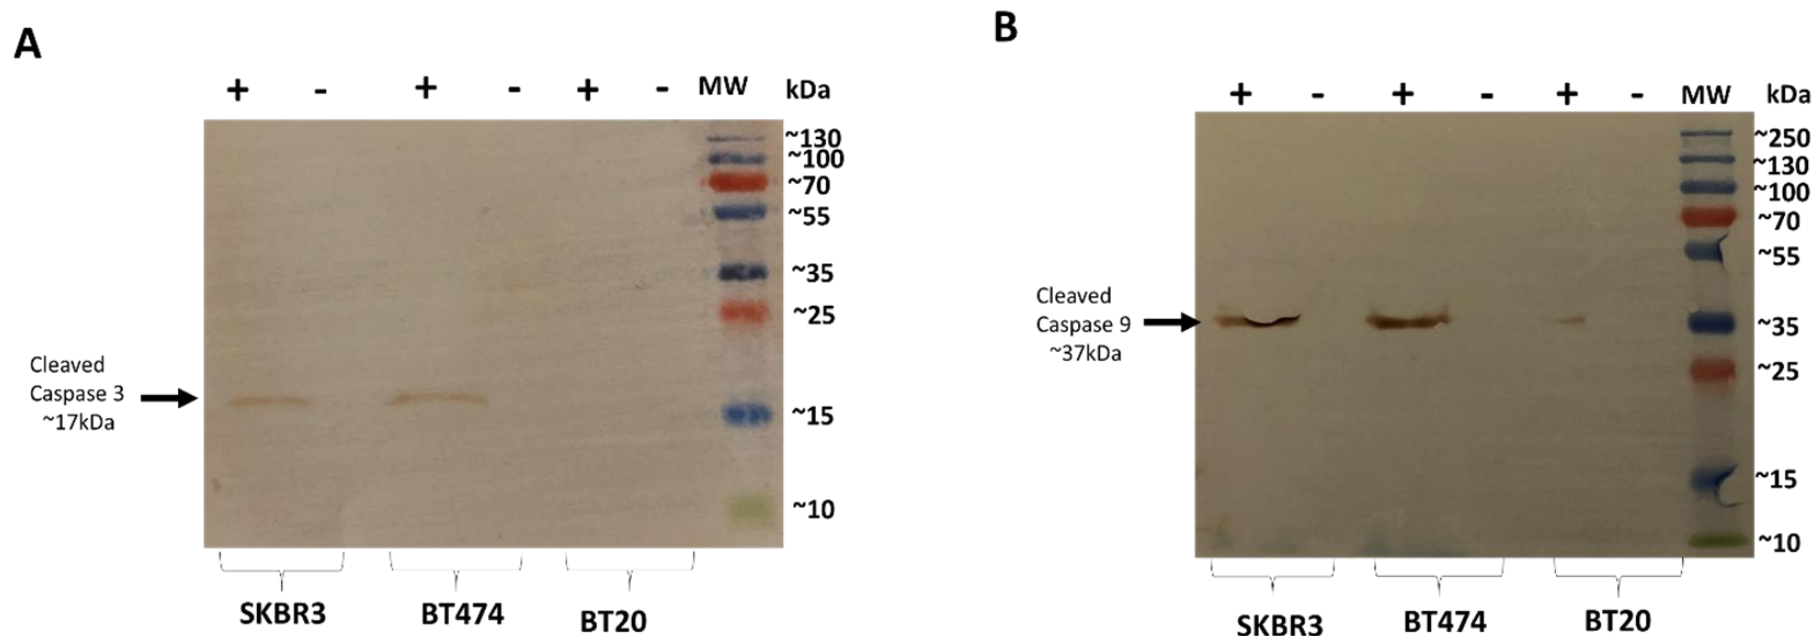 A
+ - + - + - MW kDa
~130
~100
~70
~55
~35
~25
~15
~10
Cleaved
Caspase 3
~17kDa
SKBR3 BT474 BT20
B
+ - + - + - MW kDa
~250
~130
~100
~70
~55
~35
~25
~15
~10
Cleaved
Caspase 9
~37kDa
SKBR3 BT474 BT20